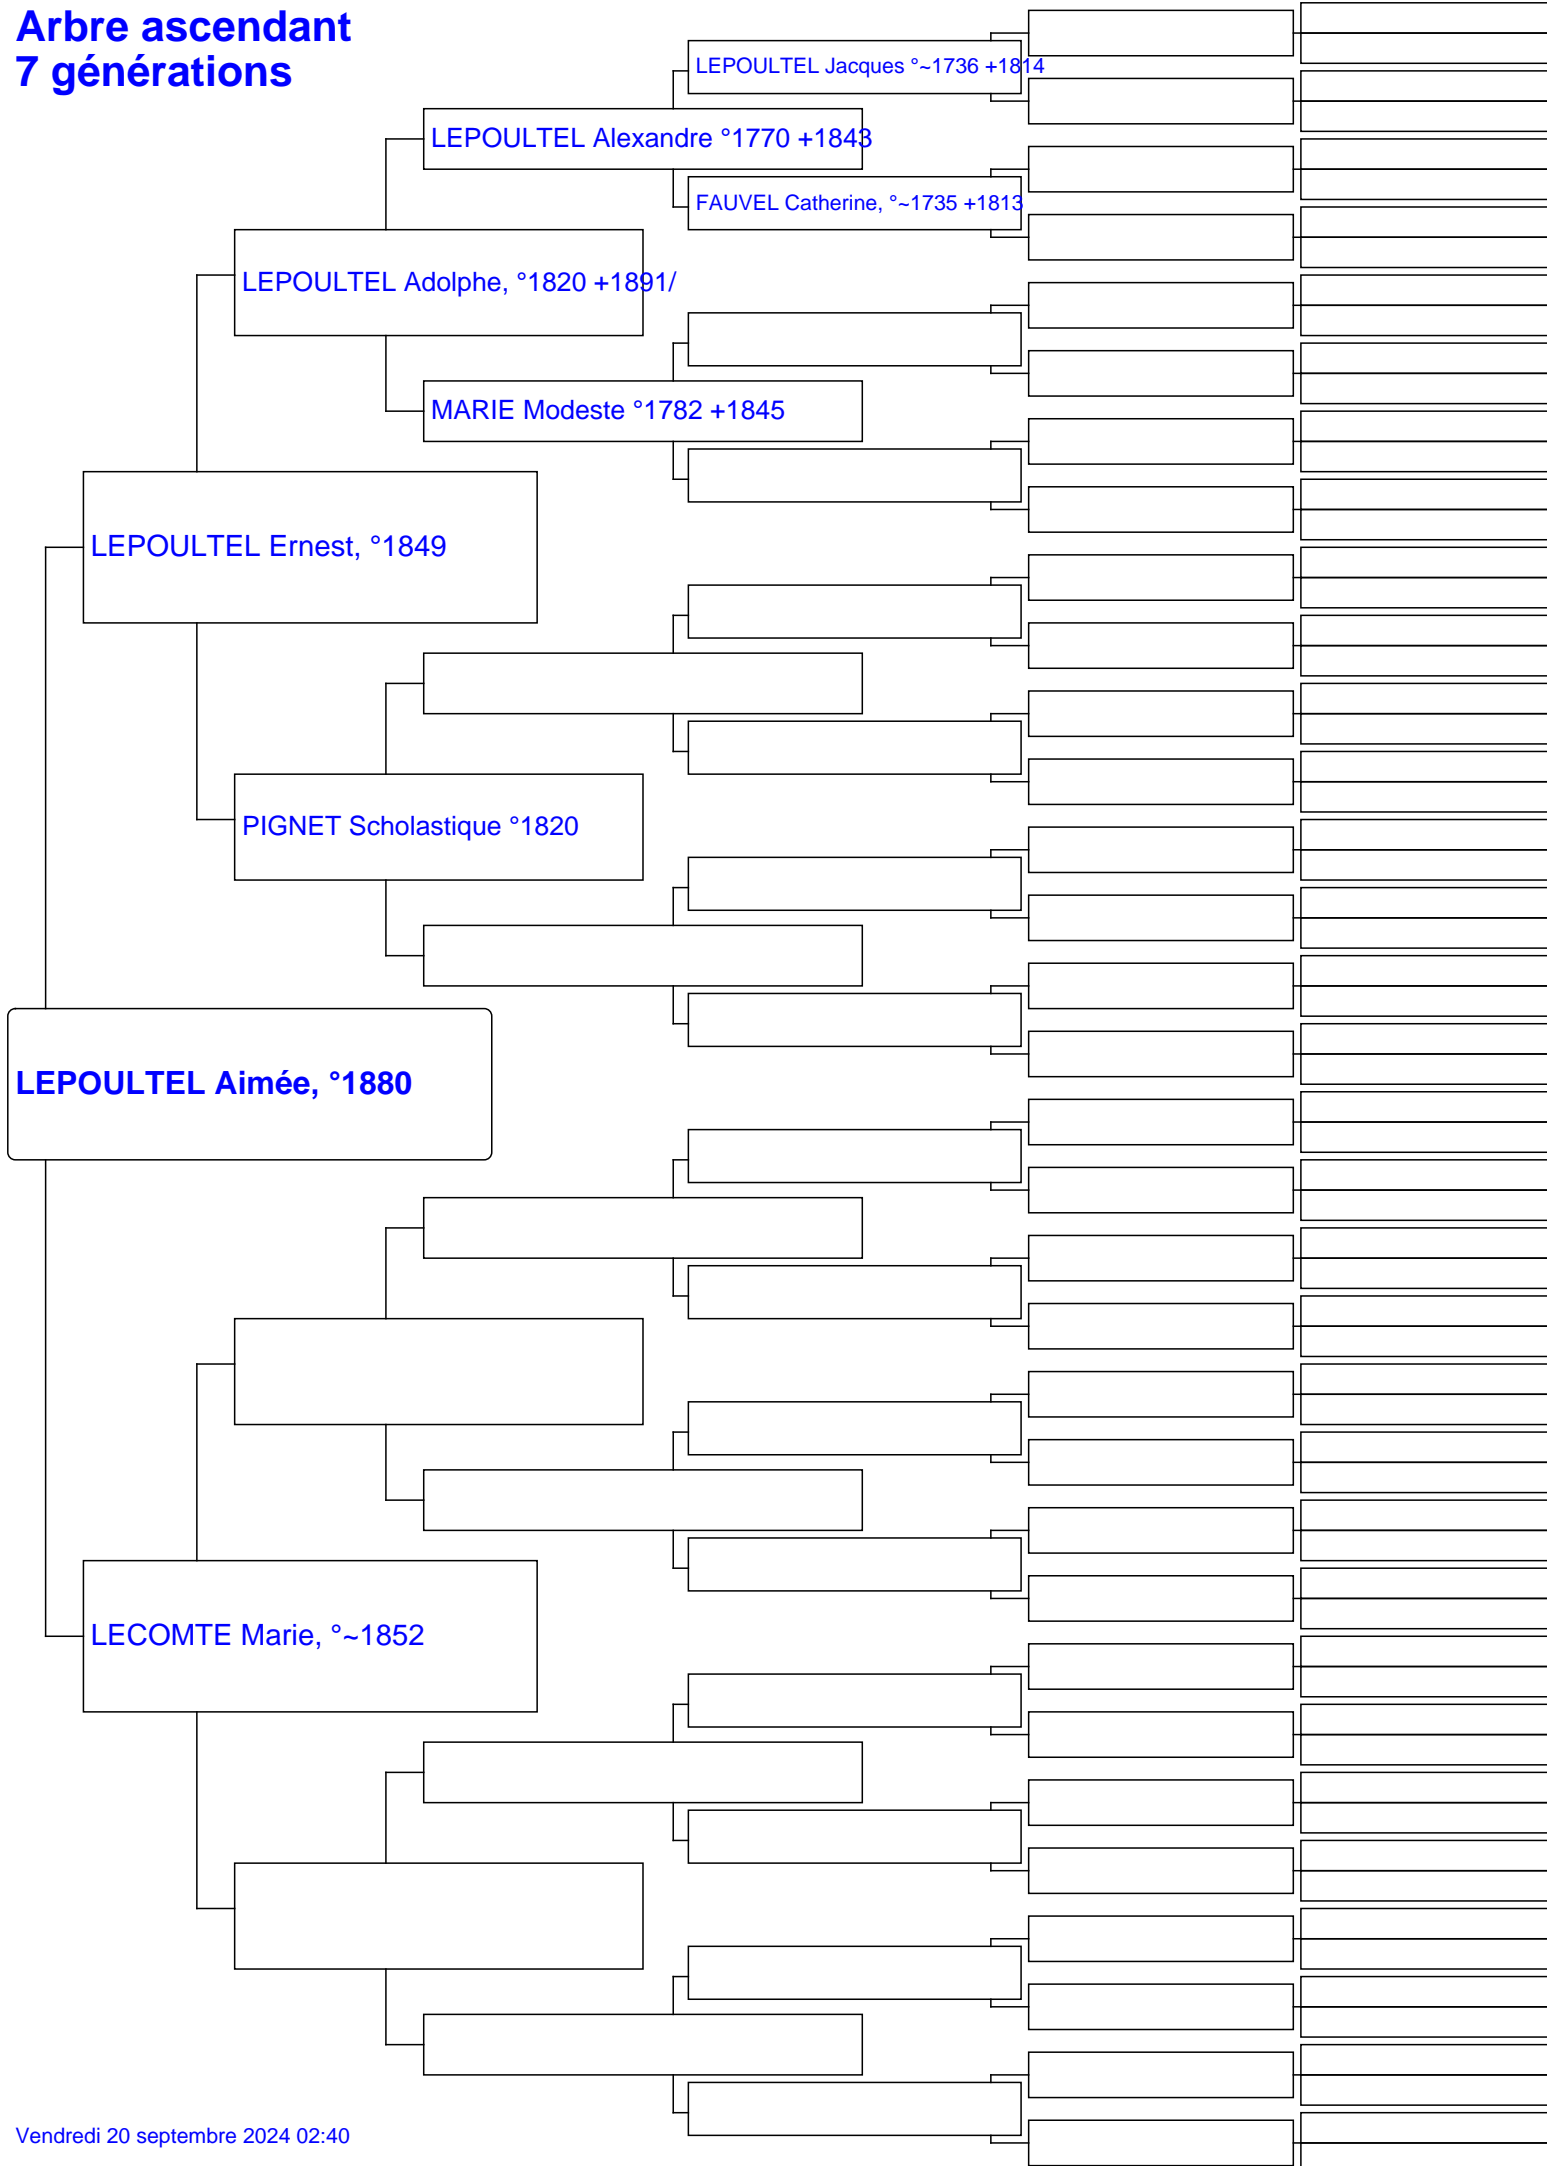 Arbre ascendant
7 générations
LEPOULTEL Jacques °~1736 +1814
LEPOULTEL Alexandre °1770 +1843
FAUVEL Catherine, °~1735 +1813
LEPOULTEL Adolphe, °1820 +1891/
MARIE Modeste °1782 +1845
LEPOULTEL Ernest, °1849
PIGNET Scholastique °1820
LEPOULTEL Aimée, °1880
LECOMTE Marie, °~1852
Vendredi 20 septembre 2024 02:40